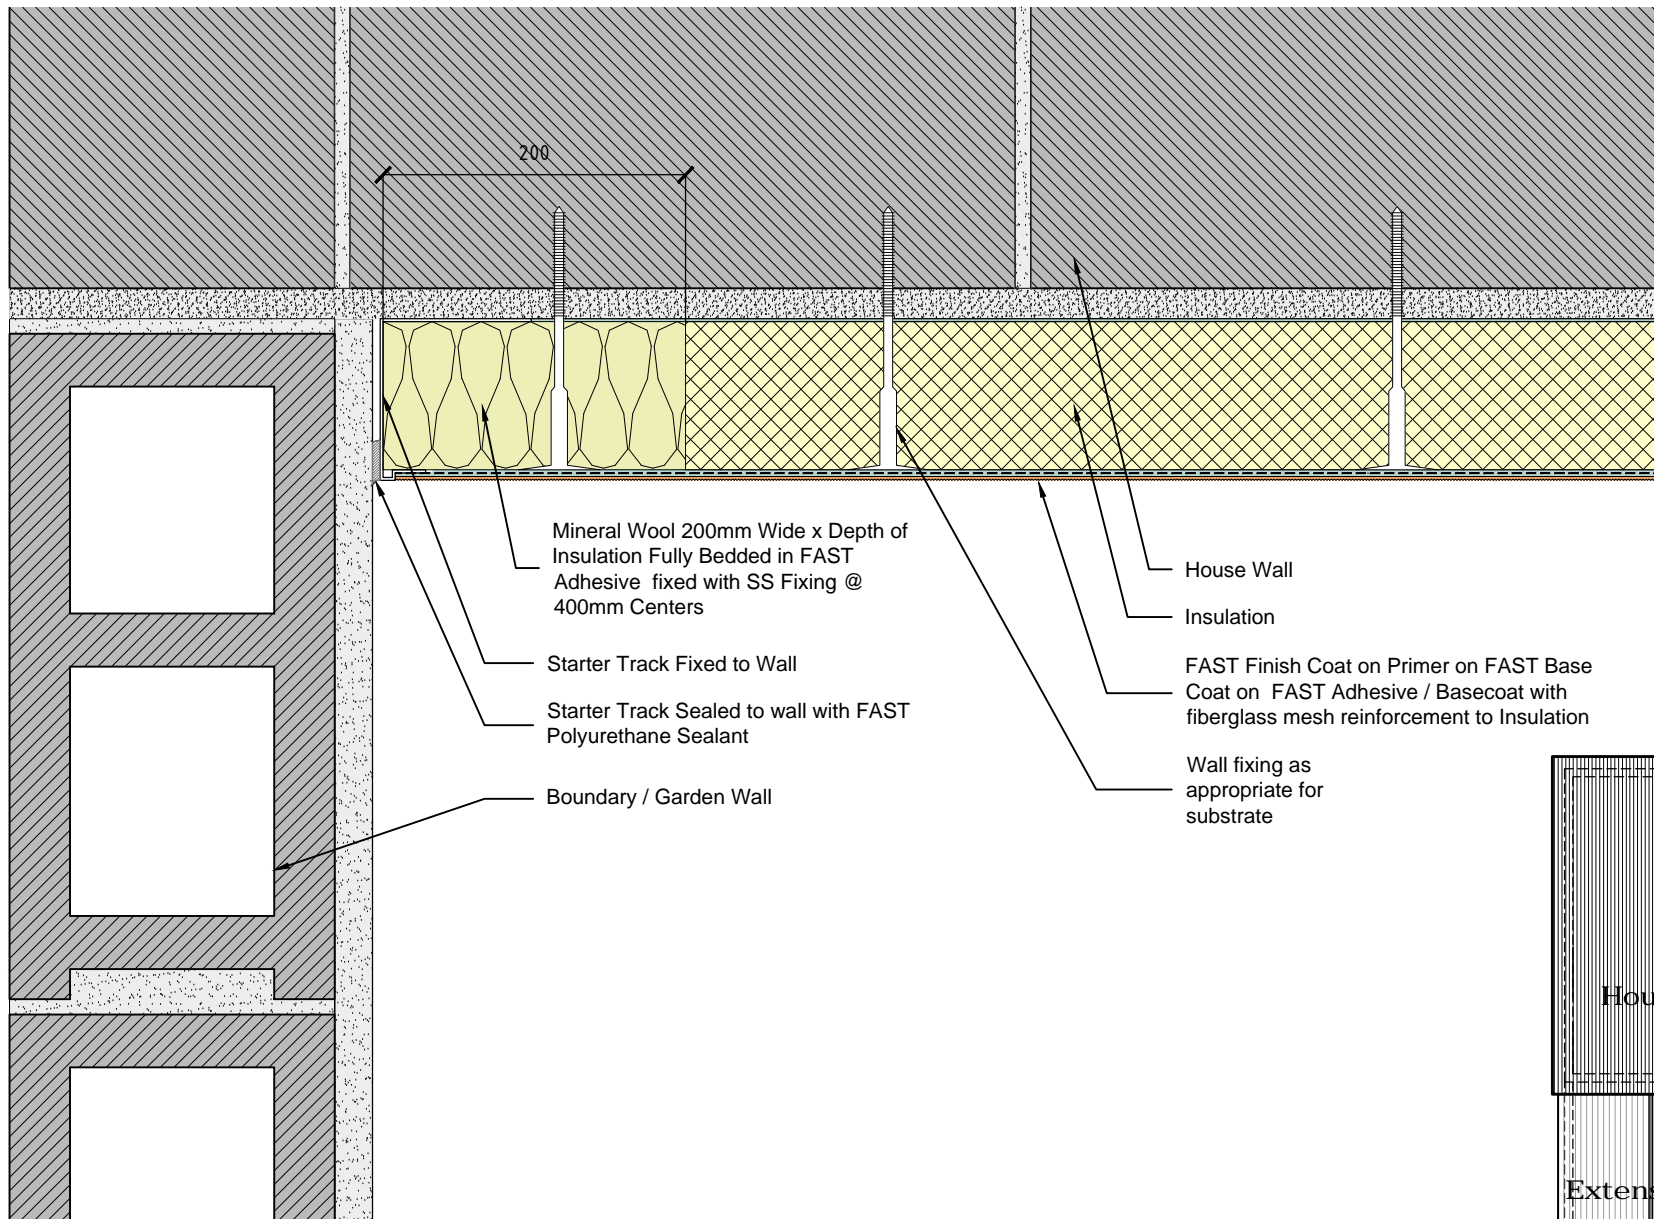 200
Mineral Wool 200mm Wide x Depth of
Insulation Fully Bedded in FAST
Adhesive fixed with SS Fixing @
400mm Centers
Starter Track Fixed to Wall
Starter Track Sealed to wall with FAST
Polyurethane Sealant
Boundary / Garden Wall
House Wall
Insulation
FAST Finish Coat on Primer on FAST Base
Coat on FAST Adhesive / Basecoat with
fiberglass mesh reinforcement to Insulation
Wall fixing as
appropriate for
substrate
Hou
Extens